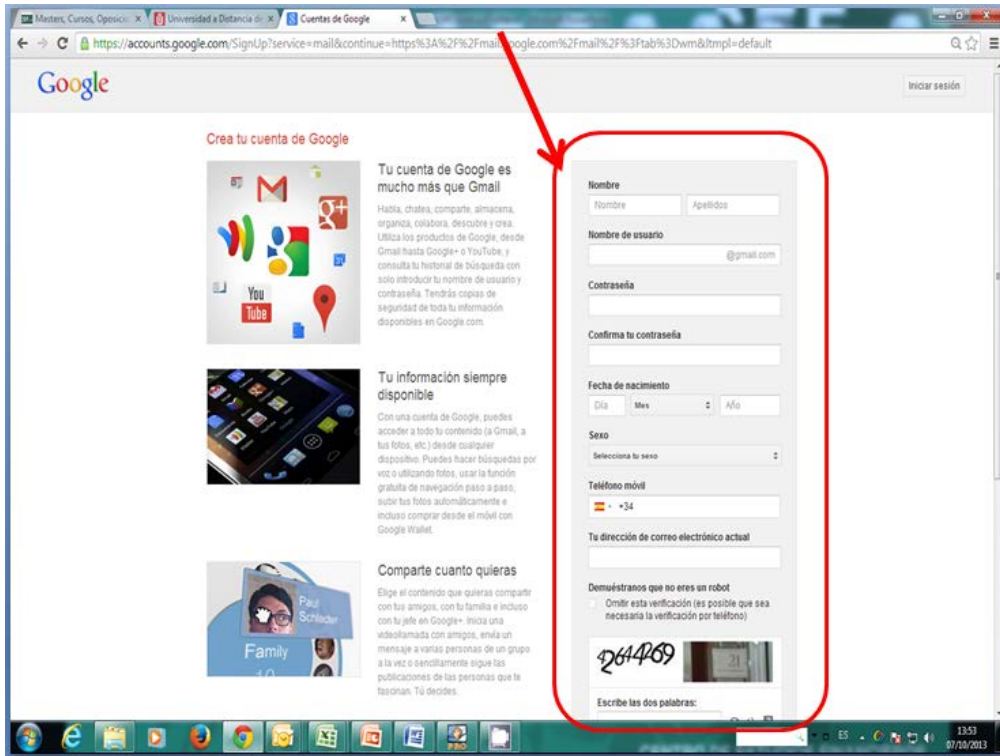 Masters, Cursos, Oposicio
Universidad a Distancia de
Cuentas de Google
https://accounts.google.com/SignUp?service=mail&continue=https%3A%2F%2Fmail.google.com%2Fmail%2F%3Ftab%3Dwm&ltmpl=default
Google
Iniciar sesión
Crea tu cuenta de Google
Tu cuenta de Google es
mucho más que Gmail
Habla, chatea, comparte, almacena,
organiza, colabora, descubre y crea.
Utiliza los productos de Google, desde
Gmail hasta Google+ o YouTube, y
consulta tu historial de búsqueda con
solo introducir tu nombre de usuario y
contraseña. Tendrás copias de
seguridad de toda tu información
disponibles en Google.com.
You
Tube
Tu información siempre
disponible
Con una cuenta de Google, puedes
acceder a todo tu contenido (a Gmail, a
tus fotos, etc.) desde cualquier
dispositivo. Puedes hacer búsquedas por
voz o utilizando fotos, usar la función
gratuita de navegación paso a paso,
subir tus fotos automáticamente e
incluso comprar desde el móvil con
Google Wallet.
Comparte cuanto quieras
Elige el contenido que quieras compartir
con tus amigos, con tu familia e incluso
con tu jefe en Google+. Inicia una
videollamada con amigos, envía un
mensaje a varias personas de un grupo
a la vez o sencillamente sigue las
publicaciones de las personas que te
fascinan. Tú decides.
Paul
Schlader
Family
10
Nombre
Nombre
Apellidos
Nombre de usuario
@gmail.com
Contraseña
Confirma tu contraseña
Fecha de nacimiento
Día
Mes
Año
Sexo
Selecciona tu sexo
Teléfono móvil
+34
Tu dirección de correo electrónico actual
Demuéstranos que no eres un robot
Omitir esta verificación (es posible que sea
necesaria la verificación por teléfono)
42644269
21
Escribe las dos palabras:
ES
13:53
07/10/2013